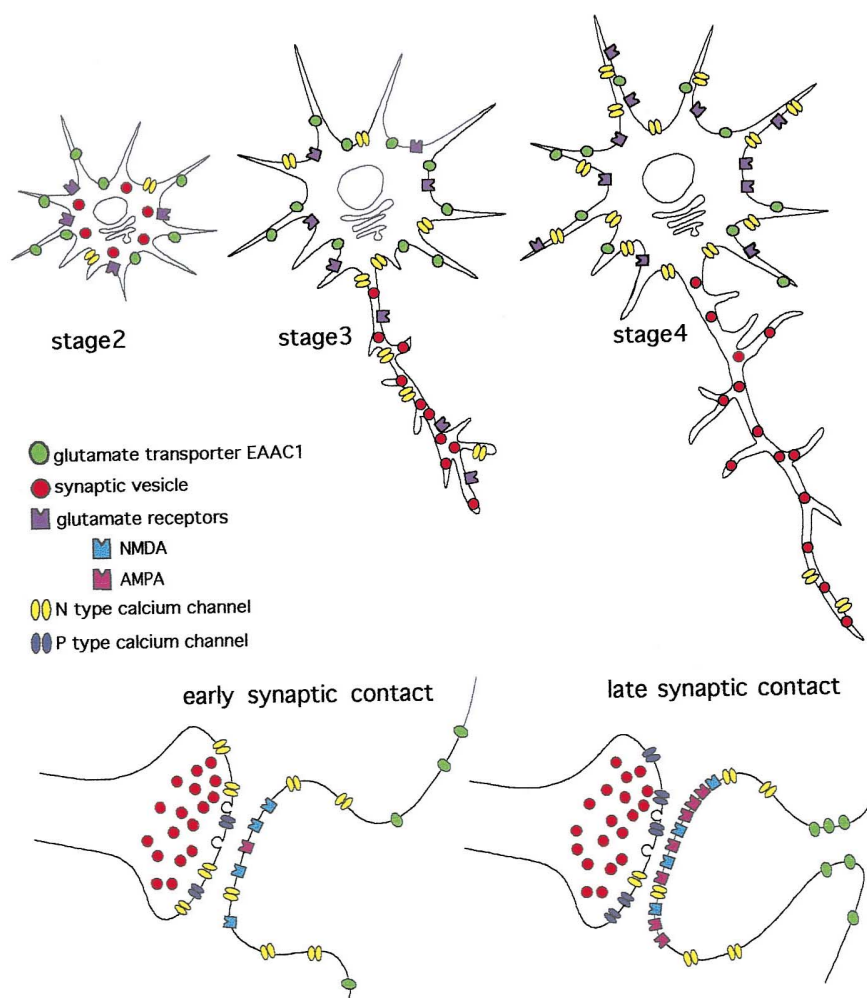 stage2
stage3
stage4
glutamate transporter EAAC1
synaptic vesicle
glutamate receptors
NMDA
AMPA
N type calcium channel
P type calcium channel
early synaptic contact
late synaptic contact